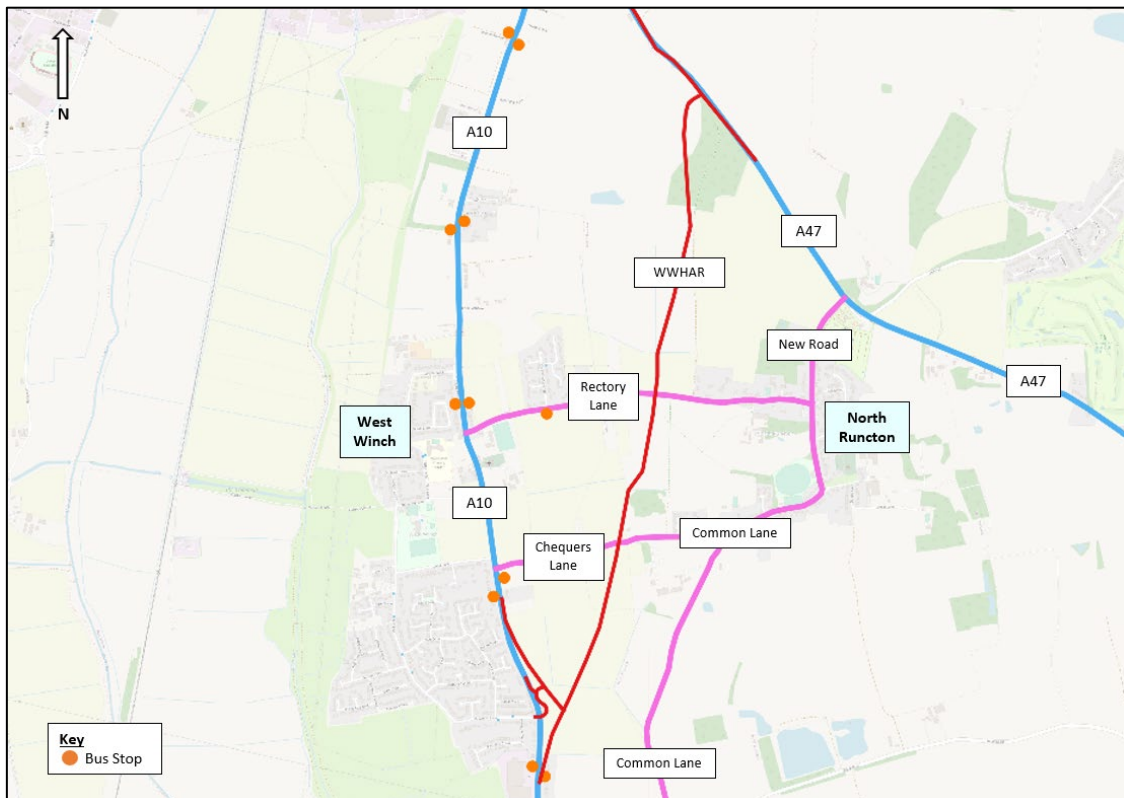 N
A10
A47
WWHAR
New Road
Rectory
Lane
A47
West
Winch
North
Runcton
A10
Chequers
Lane
Common Lane
Key
Bus Stop
Common Lane